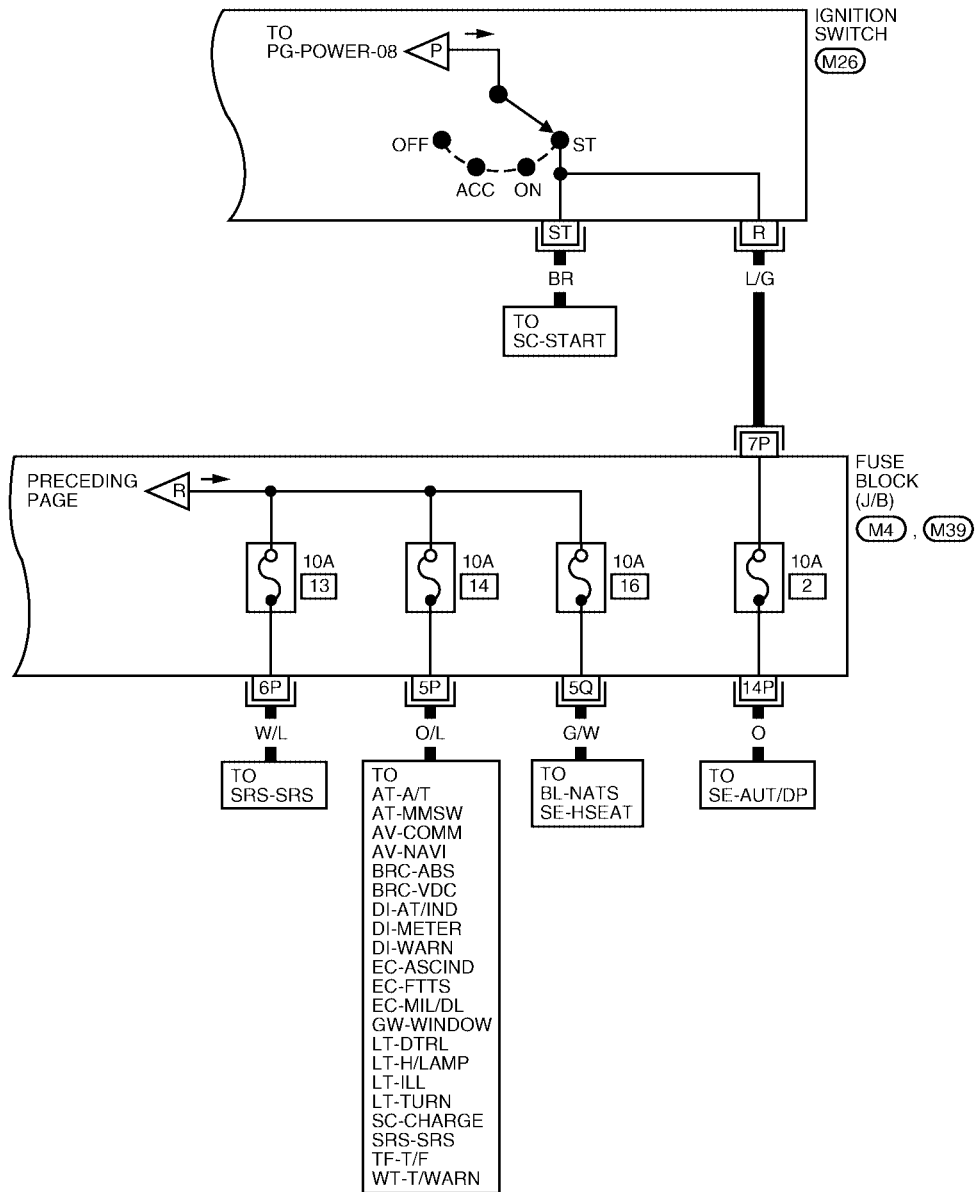 IGNITION
SWITCH
M26
TO
PG-POWER-08
P
OFF
ST
ACC
ON
ST
R
BR
L/G
TO
SC-START
7P
FUSE
BLOCK
(J/B)
M4 , M39
PRECEDING
PAGE
R
10A
13
10A
14
10A
16
10A
2
6P
5P
5Q
14P
W/L
O/L
G/W
O
TO
SRS-SRS
TO
AT-A/T
AT-MMSW
AV-COMM
AV-NAVI
BRC-ABS
BRC-VDC
DI-AT/IND
DI-METER
DI-WARN
EC-ASCIND
EC-FTTS
EC-MIL/DL
GW-WINDOW
LT-DTRL
LT-H/LAMP
LT-ILL
LT-TURN
SC-CHARGE
SRS-SRS
TF-T/F
WT-T/WARN
TO
BL-NATS
SE-HSEAT
TO
SE-AUT/DP